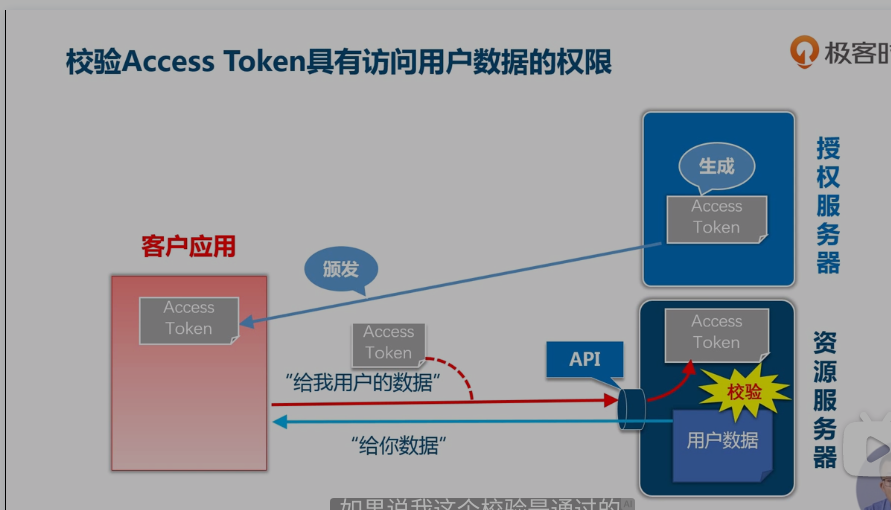 校验Access Token具有访问用户数据的权限
极客时
授权服务器
生成
Access
Token
客户应用
颁发
Access
Token
Access
Token
"给我用户的数据"
API
Access
Token
校验
资源服务器
用户数据
"给你数据"
如果说我这个校验是通过的